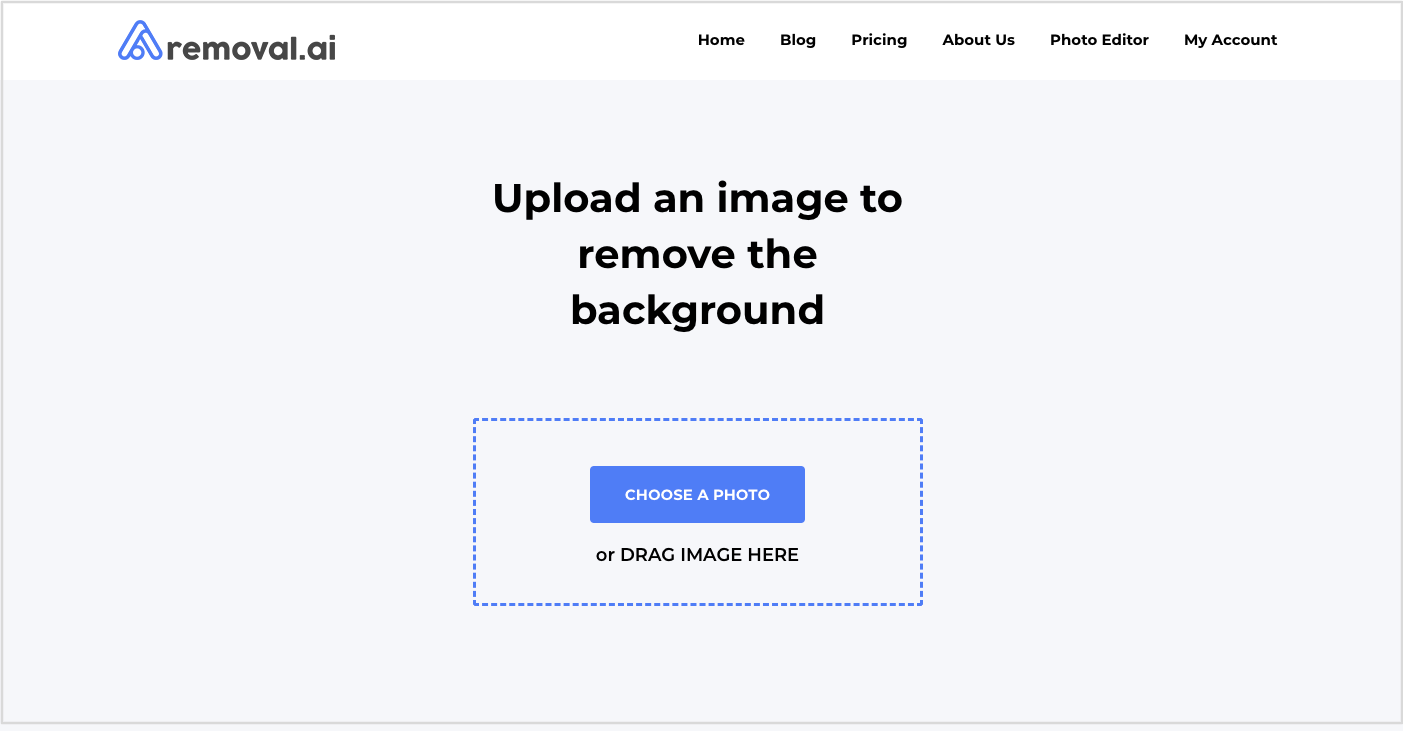 removal.ai
Home Blog Pricing About Us Photo Editor My Account
Upload an image to
remove the
background
CHOOSE A PHOTO
or DRAG IMAGE HERE